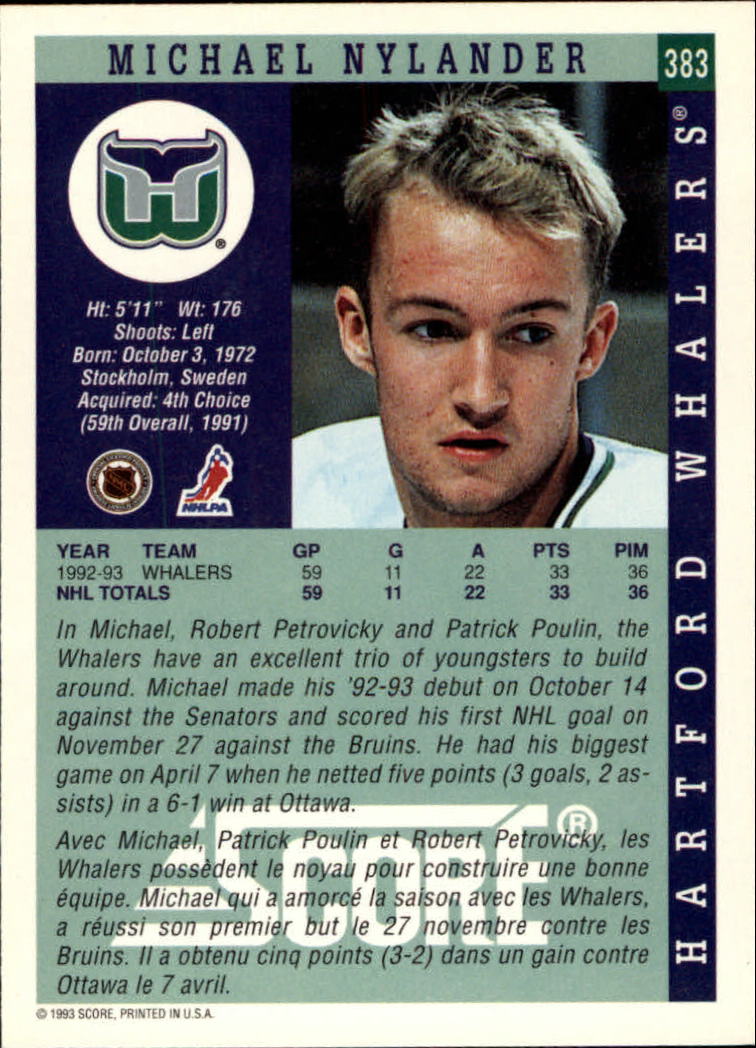 MICHAEL NYLANDER
383
HARTFORD WHALERS®
®
Ht: 5'11" Wt: 176
Shoots: Left
Born: October 3, 1972
Stockholm, Sweden
Acquired: 4th Choice
(59th Overall, 1991)
NHLPA
YEAR TEAM GP G A PTS PIM
1992-93 WHALERS 59 11 22 33 36
NHL TOTALS 59 11 22 33 36
In Michael, Robert Petrovicky and Patrick Poulin, the
Whalers have an excellent trio of youngsters to build
around. Michael made his '92-93 debut on October 14
against the Senators and scored his first NHL goal on
November 27 against the Bruins. He had his biggest
game on April 7 when he netted five points (3 goals, 2 as-
sists) in a 6-1 win at Ottawa.
SCORE®
Avec Michael, Patrick Poulin et Robert Petrovicky, les
Whalers possèdent le noyau pour construire une bonne
équipe. Michael qui a amorcé la saison avec les Whalers,
a réussi son premier but le 27 novembre contre les
Bruins. Il a obtenu cinq points (3-2) dans un gain contre
Ottawa le 7 avril.
© 1993 SCORE, PRINTED IN U.S.A.